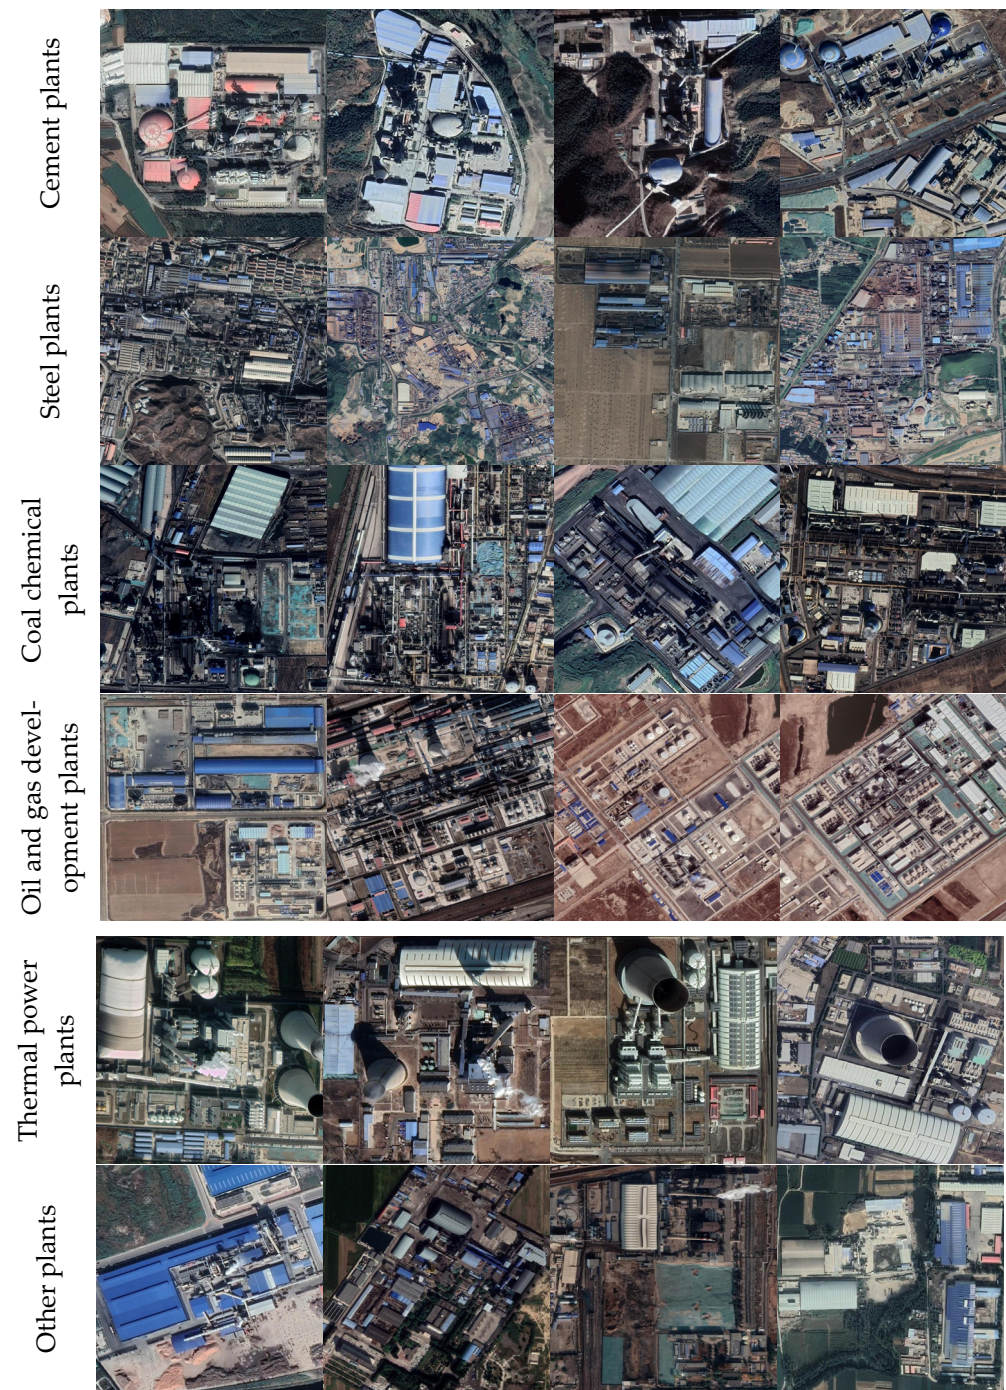 Cement plants
Steel plants
Coal chemical
plants
Oil and gas devel-
opment plants
Thermal power
plants
Other plants